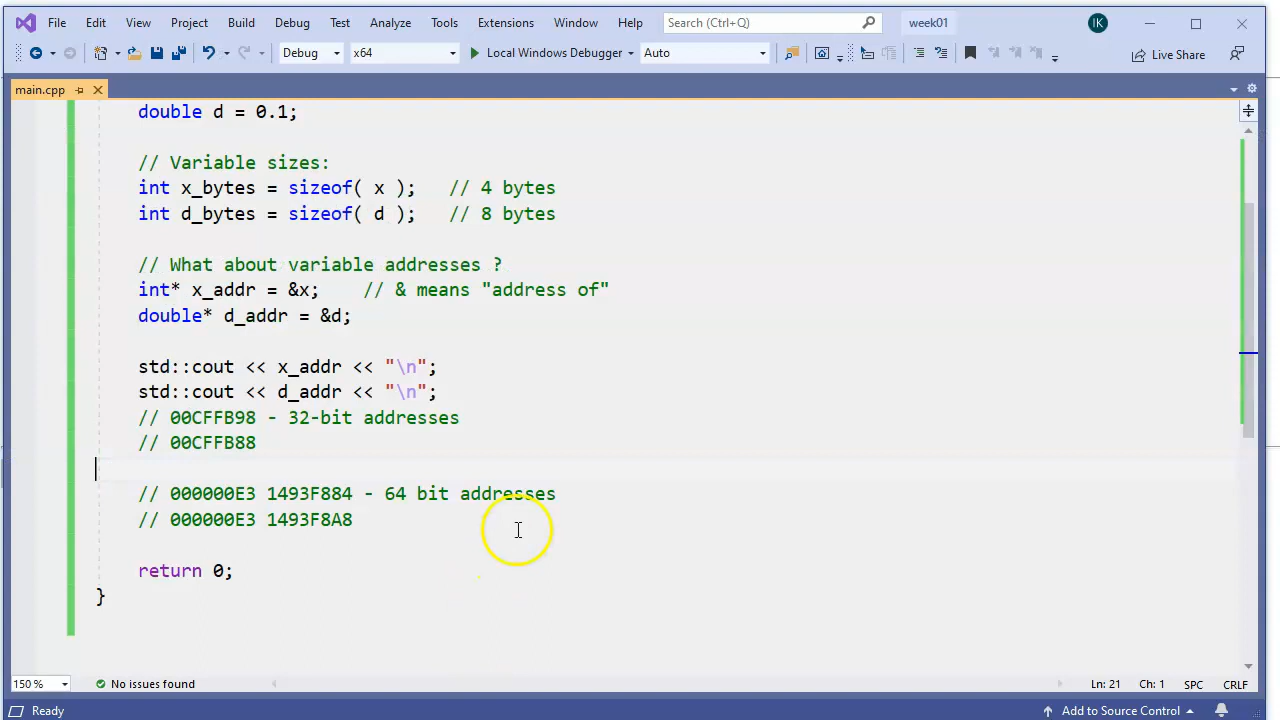 File Edit View Project Build Debug Test Analyze Tools Extensions Window Help Search (Ctrl+Q) week01 IK
Debug x64 Local Windows Debugger Auto Live Share
main.cpp
double d = 0.1;
// Variable sizes:
int x_bytes = sizeof( x ); // 4 bytes
int d_bytes = sizeof( d ); // 8 bytes
// What about variable addresses ?
int* x_addr = &x; // & means "address of"
double* d_addr = &d;
std::cout << x_addr << "\n";
std::cout << d_addr << "\n";
// 00CFFB98 - 32-bit addresses
// 00CFFB88
// 000000E3 1493F884 - 64 bit addresses
// 000000E3 1493F8A8
return 0;
}
150 % No issues found Ln: 21 Ch: 1 SPC CRLF
Ready Add to Source Control